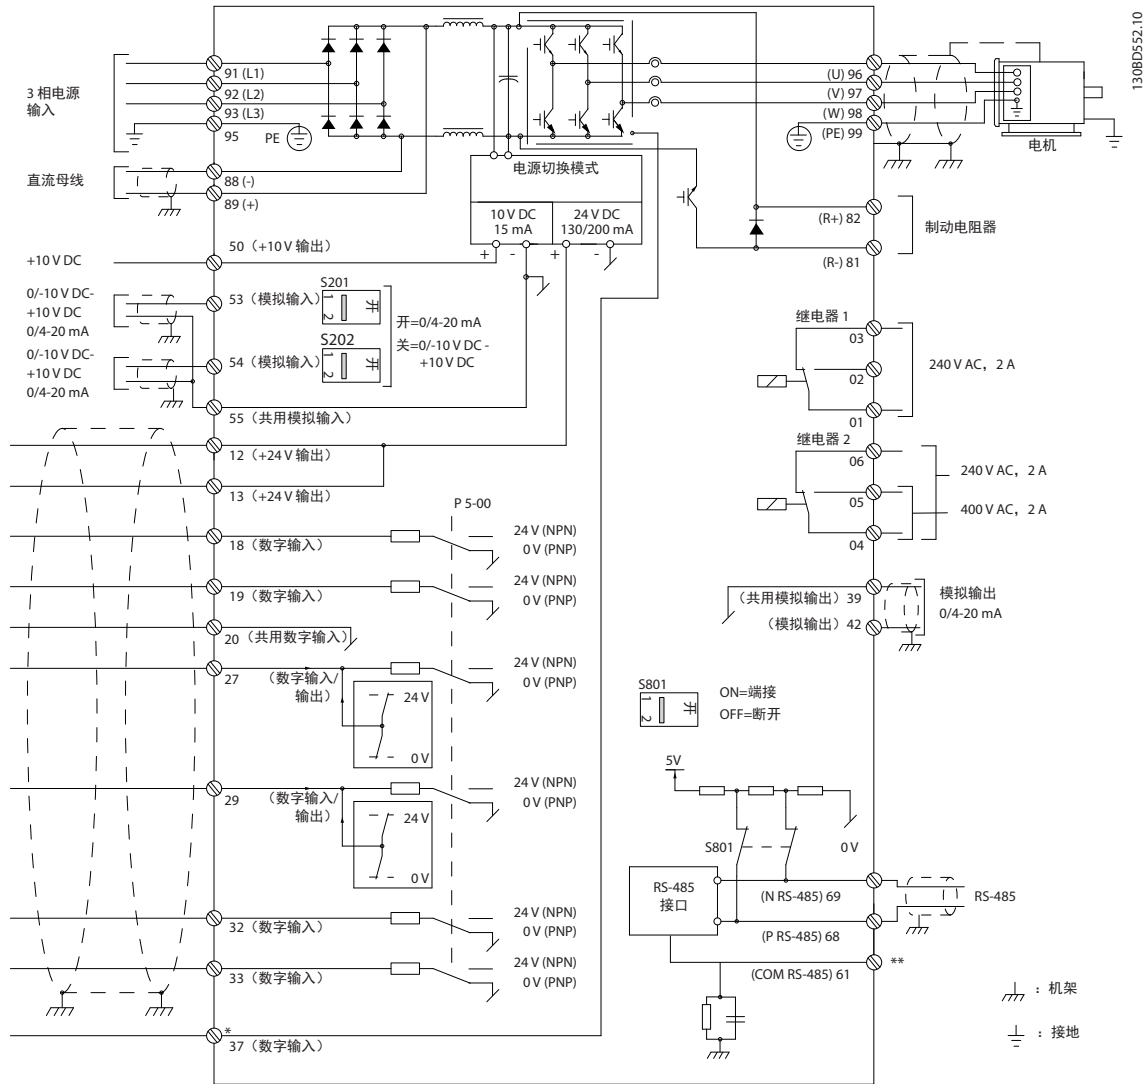 130BD552.10
3 相电源
输入
91 (L1)
92 (L2)
93 (L3)
95
PE
直流母线
88 (-)
89 (+)
50（+10 V 输出）
+10 V DC
0/-10 V DC-
+10 V DC
0/4-20 mA
0/-10 V DC-
+10 V DC
0/4-20 mA
53（模拟输入）
54（模拟输入）
55（共用模拟输入）
12（+24 V 输出）
13（+24 V 输出）
18（数字输入）
19（数字输入）
20（共用数字输入）
27
（数字输入/
输出）
24 V
0 V
29
（数字输入/
输出）
24 V
0 V
32（数字输入）
33（数字输入）
*
37（数字输入）
S201
1
2
开
S202
1
2
开
开=0/4-20 mA
关=0/-10 V DC -
+10 V DC
电源切换模式
10 V DC
15 mA
24 V DC
130/200 mA
+ - + -
P 5-00
24 V (NPN)
0 V (PNP)
24 V (NPN)
0 V (PNP)
24 V (NPN)
0 V (PNP)
24 V (NPN)
0 V (PNP)
24 V (NPN)
0 V (PNP)
24 V (NPN)
0 V (PNP)
(U) 96
(V) 97
(W) 98
(PE) 99
电机
(R+) 82
(R-) 81
制动电阻器
继电器 1
03
02
01
240 V AC，2 A
继电器 2
06
05
04
240 V AC，2 A
400 V AC，2 A
（共用模拟输出）39
（模拟输出）42
模拟输出
0/4-20 mA
S801
1
2
开
ON=端接
OFF=断开
5V
S801
0 V
RS-485
接口
(N RS-485) 69
(P RS-485) 68
(COM RS-485) 61
RS-485
**
：机架
：接地